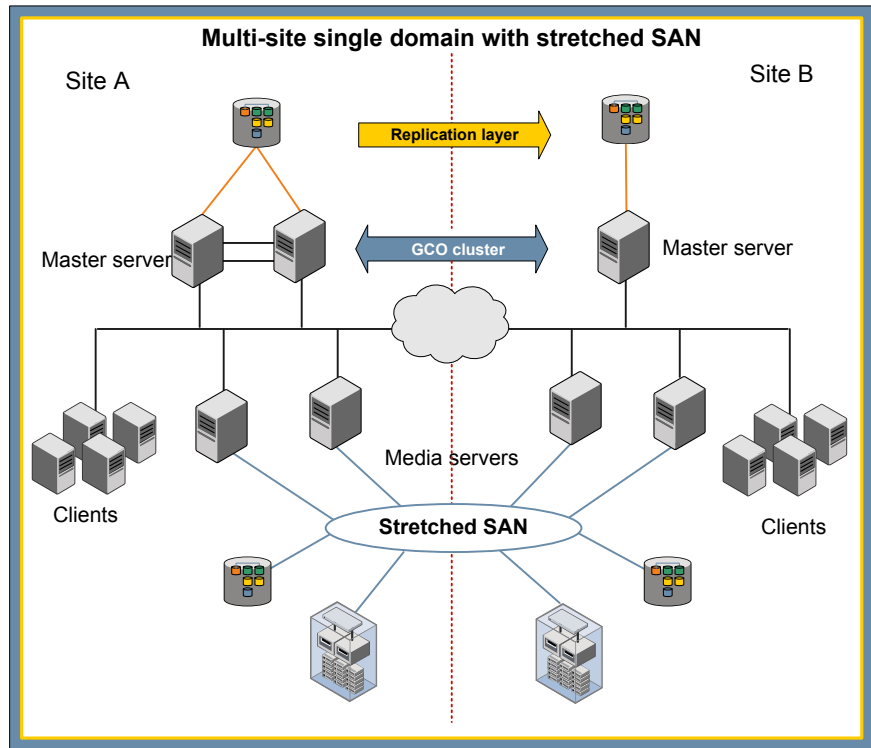 Multi-site single domain with stretched SAN
Site A
Site B
Replication layer
GCO cluster
Master server
Master server
Media servers
Clients
Stretched SAN
Clients